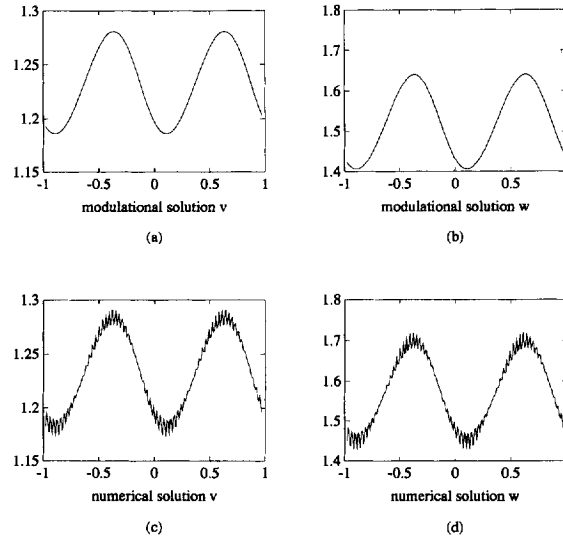 1.3
1.25
1.2
1.15
-1 -0.5 0 0.5 1
modulational solution v
(a)
1.8
1.7
1.6
1.5
1.4
-1 -0.5 0 0.5 1
modulational solution w
(b)
1.3
1.25
1.2
1.15
-1 -0.5 0 0.5 1
numerical solution v
(c)
1.8
1.7
1.6
1.5
1.4
-1 -0.5 0 0.5 1
numerical solution w
(d)